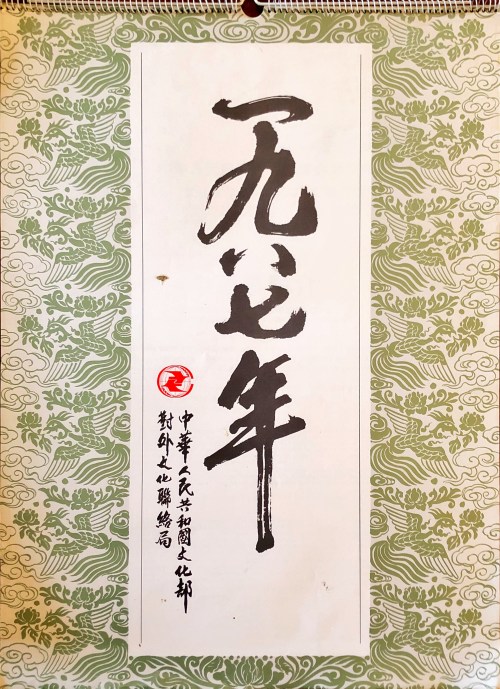 一九八七年
中華人民共和國文化部
對外文化聯絡局